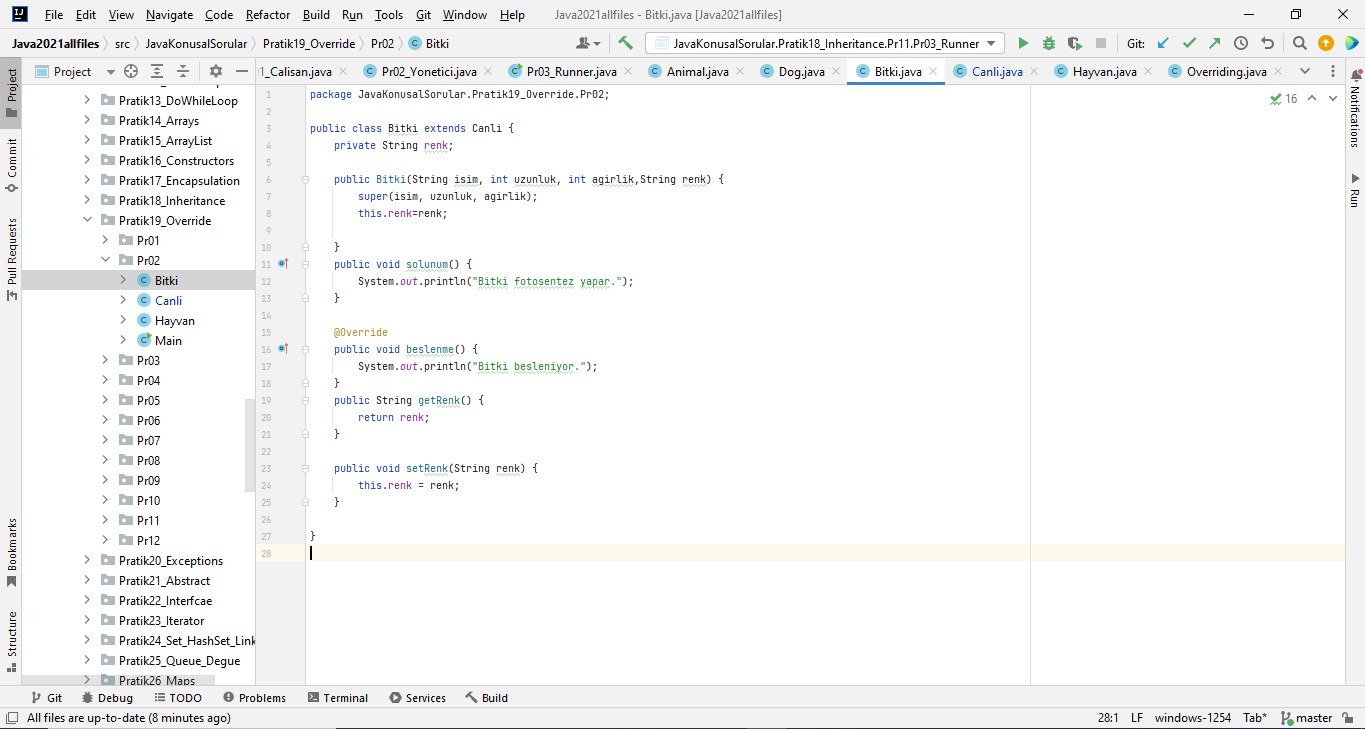 File Edit View Navigate Code Refactor Build Run Tools Git Window Help Java2021allfiles - Bitki.java [Java2021allfiles]
Java2021allfiles src JavaKonusalSorular Pratik19_Override Pr02 Bitki JavaKonusalSorular.Pratik18_Inheritance.Pr11.Pr03_Runner Git:
Project 1_Calisan.java Pr02_Yonetici.java Pr03_Runner.java Animal.java Dog.java Bitki.java Canli.java Hayvan.java Overriding.java
Project
Commit
Pull Requests
Bookmarks
Structure
Pratik13_DoWhileLoop
Pratik14_Arrays
Pratik15_ArrayList
Pratik16_Constructors
Pratik17_Encapsulation
Pratik18_Inheritance
Pratik19_Override
Pr01
Pr02
Bitki
Canli
Hayvan
Main
Pr03
Pr04
Pr05
Pr06
Pr07
Pr08
Pr09
Pr10
Pr11
Pr12
Pratik20_Exceptions
Pratik21_Abstract
Pratik22_Interfcae
Pratik23_Iterator
Pratik24_Set_HashSet_Link
Pratik25_Queue_Degue
Pratik26_Maps
1 package JavaKonusalSorular.Pratik19_Override.Pr02;
2
3 public class Bitki extends Canli {
4 private String renk;
5
6 public Bitki(String isim, int uzunluk, int agirlik,String renk) {
7 super(isim, uzunluk, agirlik);
8 this.renk=renk;
9
10 }
11 public void solunum() {
12 System.out.println("Bitki fotosentez yapar.");
13 }
14
15 @Override
16 public void beslenme() {
17 System.out.println("Bitki besleniyor.");
18 }
19 public String getRenk() {
20 return renk;
21 }
22
23 public void setRenk(String renk) {
24 this.renk = renk;
25 }
26
27 }
28
16
Notifications
Run
Git Debug TODO Problems Terminal Services Build
All files are up-to-date (8 minutes ago) 28:1 LF windows-1254 Tab* master